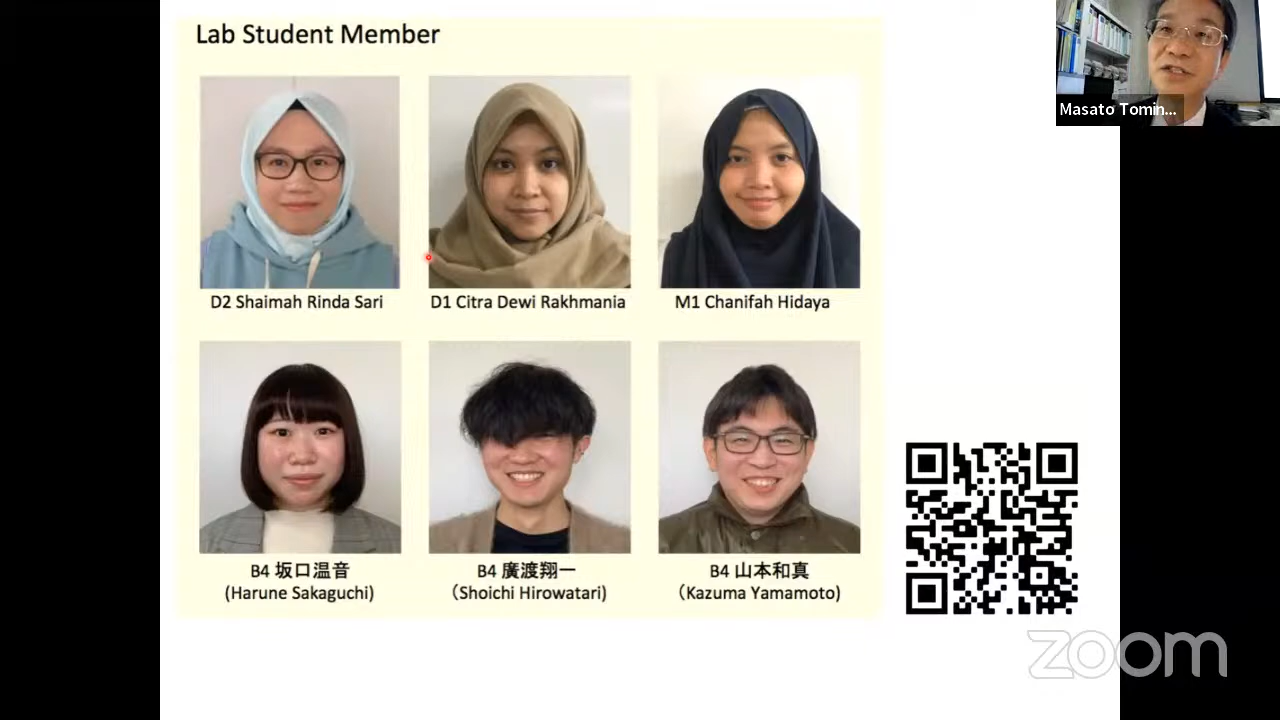 Lab Student Member
Masato Tomin...
D2 Shaimah Rinda Sari
D1 Citra Dewi Rakhmania
M1 Chanifah Hidaya
B4 坂口温音
(Harune Sakaguchi)
B4 廣渡翔一
(Shoichi Hirowatari)
B4 山本和真
(Kazuma Yamamoto)
zoom